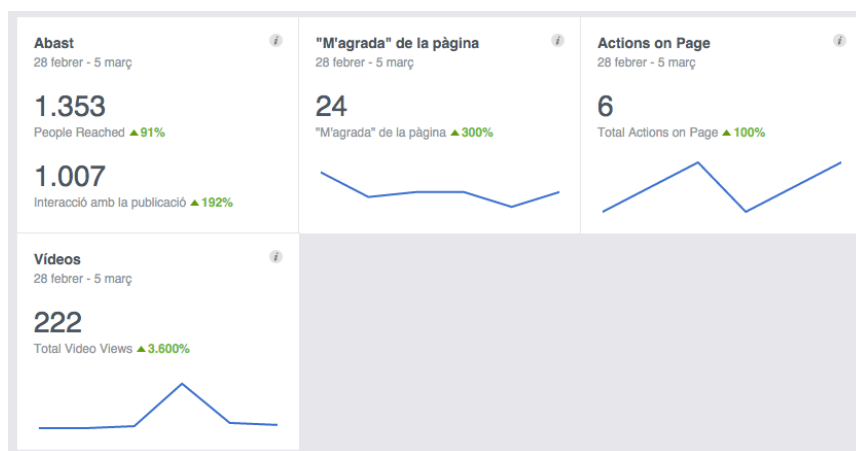 Abast
28 febrer - 5 març
1.353
People Reached ▲91%
1.007
Interacció amb la publicació ▲192%
"M'agrada" de la pàgina
28 febrer - 5 març
24
"M'agrada" de la pàgina ▲300%
Actions on Page
28 febrer - 5 març
6
Total Actions on Page ▲100%
Vídeos
28 febrer - 5 març
222
Total Video Views ▲3.600%